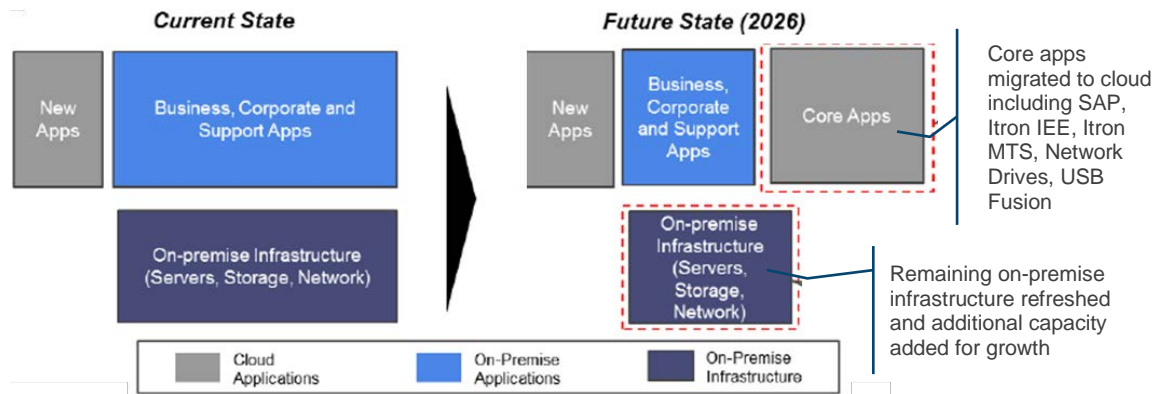 Current State
Future State (2026)
New
Apps
Business, Corporate and
Support Apps
On-premise Infrastructure
(Servers, Storage, Network)
New
Apps
Business,
Corporate
and Support
Apps
Core Apps
On-premise
Infrastructure
(Servers,
Storage,
Network)
Core apps
migrated to cloud
including SAP,
Itron IEE, Itron
MTS, Network
Drives, USB
Fusion
Remaining on-premise
infrastructure refreshed
and additional capacity
added for growth
Cloud
Applications
On-Premise
Applications
On-Premise
Infrastructure